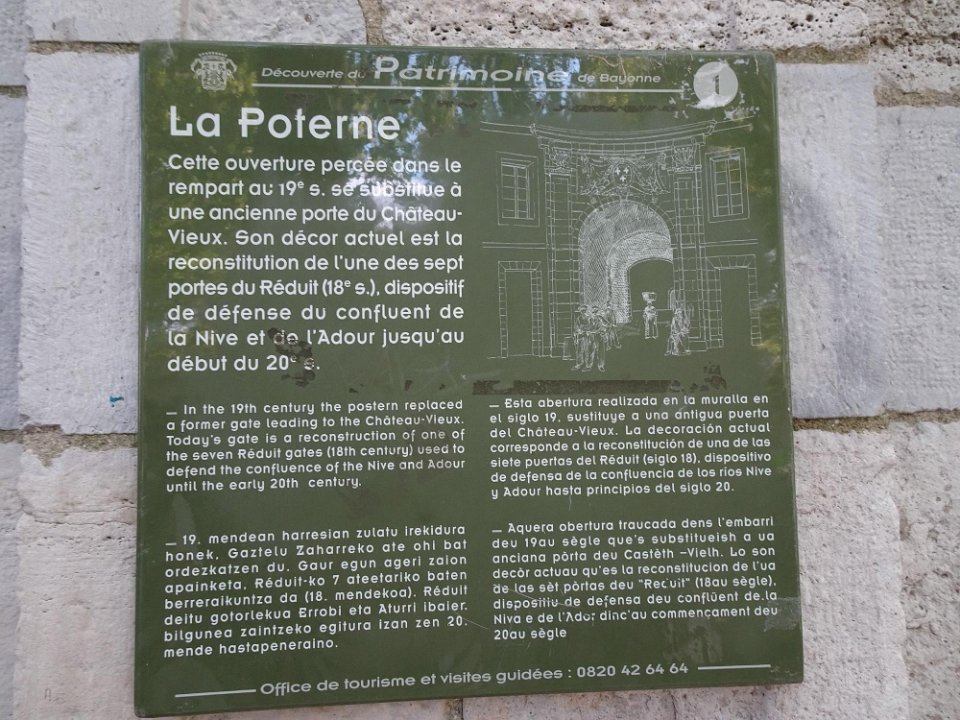 Découverte du Patrimoine de Bayonne
1
La Poterne
Cette ouverture percée dans le
rempart au 19e s. se substitue à
une ancienne porte du Château-
Vieux. Son décor actuel est la
reconstitution de l'une des sept
portes du Réduit (18e s.), dispositif
de défense du confluent de
la Nive et de l'Adour jusqu'au
début du 20e s.
_ In the 19th century the postern replaced
a former gate leading to the Château-Vieux.
Today's gate is a reconstruction of one of
the seven Réduit gates (18th century) used to
defend the confluence of the Nive and Adour
until the early 20th century.
_ Esta abertura realizada en la muralla en
el siglo 19, sustituye a una antigua puerta
del Château-Vieux. La decoración actual
corresponde a la reconstitución de una de las
siete puertas del Réduit (siglo 18), dispositivo
de defensa de la confluencia de los ríos Nive
y Adour hasta principios del siglo 20.
_ 19. mendean harresian zulatu irekidura
honek, Gaztelu Zaharreko ate ohi bat
ordezkatzen du. Gaur egun ageri zaion
apainketa, Réduit-ko 7 ateetariko baten
berreraikuntza da (18. mendekoa). Réduit
deitu gotorlekua Errobi eta Aturri ibaier.
bilgunea zaintzeko egitura izan zen 20.
mende hastapeneraino.
_ Aquera obertura traucada dens l'embarri
deu 19au sègle que's substitueish a ua
anciana pòrta deu Castèth -Vielh. Lo son
decòr actuau qu'es la reconstitucion de l'ua
de las sèt pòrtas deu "Reduit" (18au sègle),
dispositiu de defensa deu conflüent de.la
Niva e de l'Ador dinc'au commençament deu
20au sègle
Office de tourisme et visites guidées : 0820 42 64 64